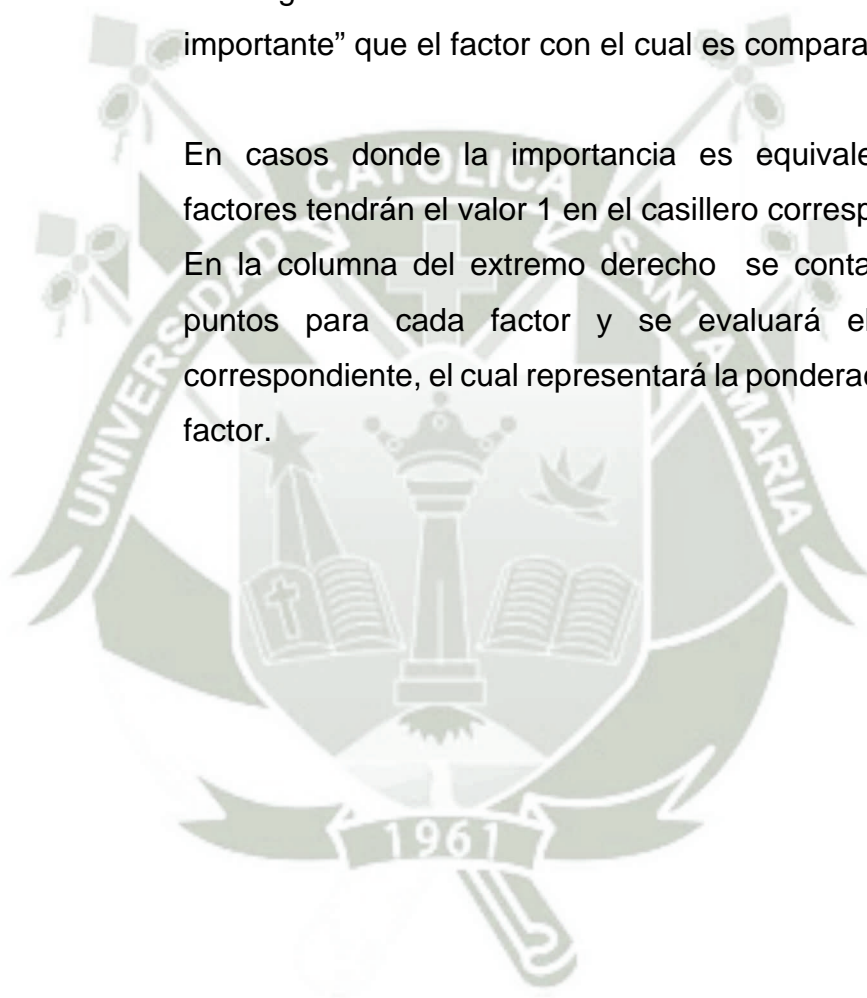 importante” que el factor con el cual es compara
En casos donde la importancia es equivale
factores tendrán el valor 1 en el casillero corresp
En la columna del extremo derecho se conta
puntos para cada factor y se evaluará el
correspondiente, el cual representará la pondera
factor.
UNIVERSIDAD CATOLICA SANTA MARIA
1961